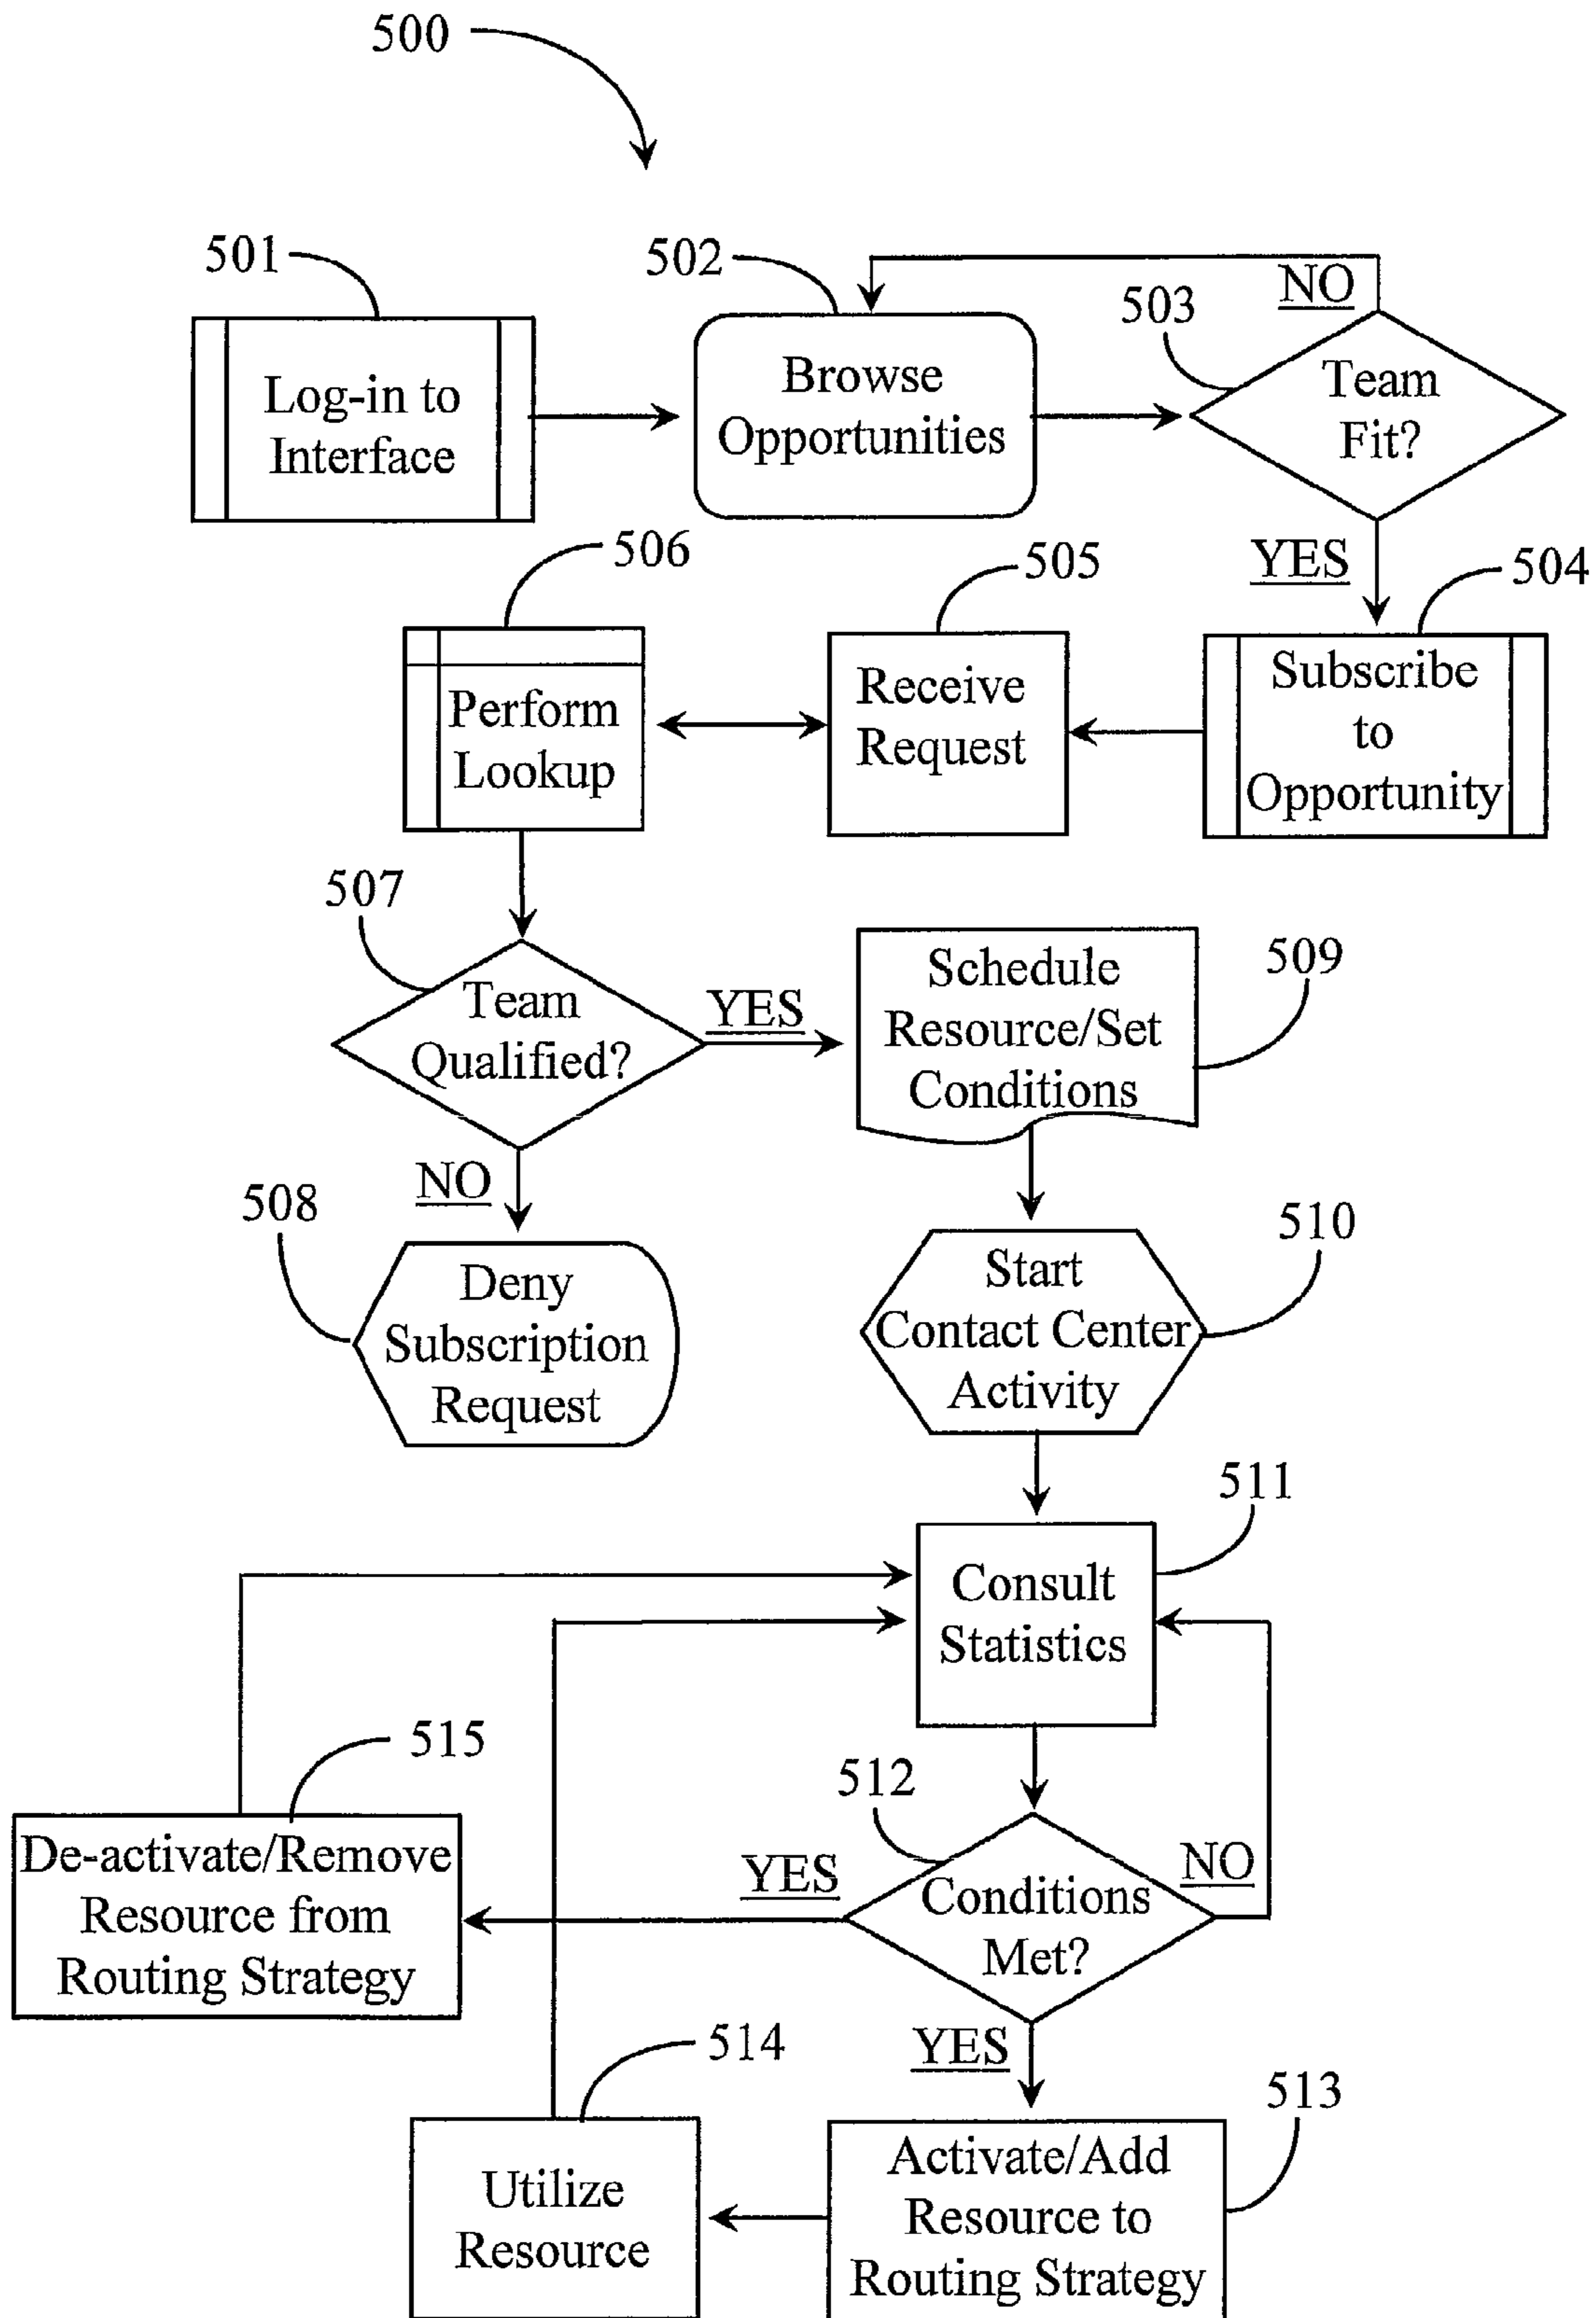 500
501
502
NO
503
Log-in to
Interface
Browse
Opportunities
Team
Fit?
506
505
YES
504
Perform
Lookup
Receive
Request
Subscribe
to
Opportunity
507
Team
Qualified?
YES
Schedule
Resource/Set
Conditions
509
NO
508
Deny
Subscription
Request
Start
Contact Center
Activity
510
511
Consult
Statistics
515
512
De-activate/Remove
Resource from
Routing Strategy
YES
Conditions
Met?
NO
514
YES
513
Utilize
Resource
Activate/Add
Resource to
Routing Strategy